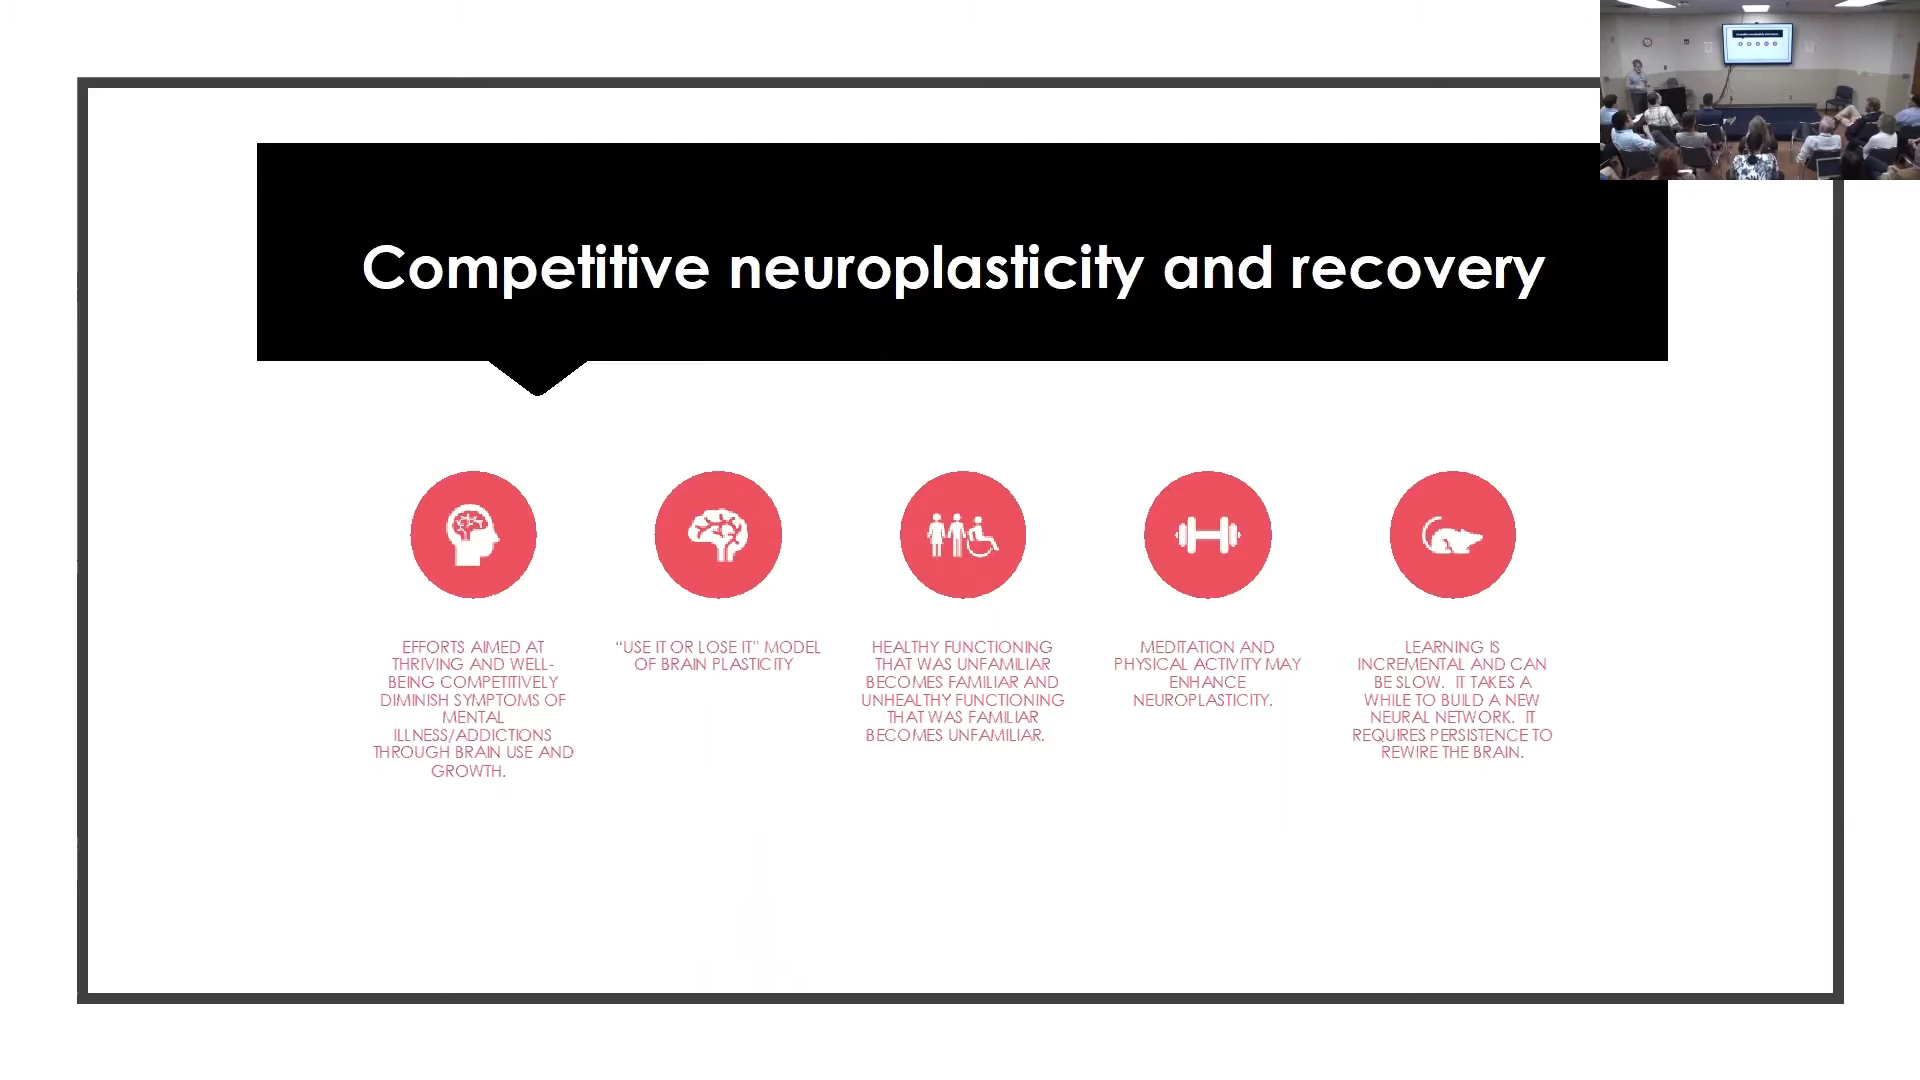 Competitive neuroplasticity and recovery
EFFORTS AIMED AT
THRIVING AND WELL-
BEING COMPETITIVELY
DIMINISH SYMPTOMS OF
MENTAL
ILLNESS/ADDICTIONS
THROUGH BRAIN USE AND
GROWTH.
“USE IT OR LOSE IT” MODEL
OF BRAIN PLASTICITY
HEALTHY FUNCTIONING
THAT WAS UNFAMILIAR
BECOMES FAMILIAR AND
UNHEALTHY FUNCTIONING
THAT WAS FAMILIAR
BECOMES UNFAMILIAR.
MEDITATION AND
PHYSICAL ACTIVITY MAY
ENHANCE
NEUROPLASTICITY.
LEARNING IS
INCREMENTAL AND CAN
BE SLOW.  IT TAKES A
WHILE TO BUILD A NEW
NEURAL NETWORK.  IT
REQUIRES PERSISTENCE TO
REWIRE THE BRAIN.